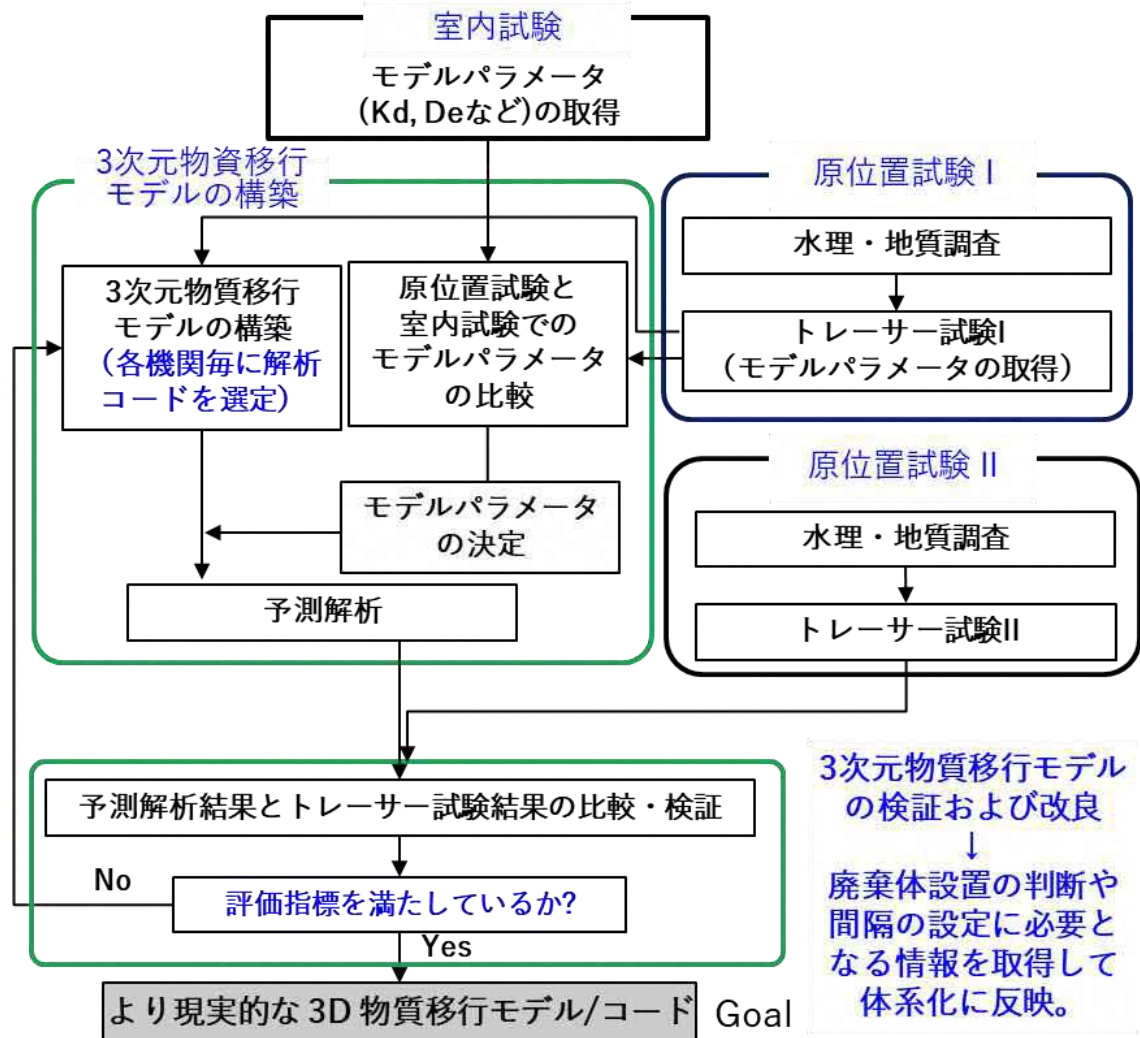 室内試験
モデルパラメータ
(Kd, Deなど)の取得
3次元物資移行
モデルの構築
3次元物質移行
モデルの構築
(各機関毎に解析
コードを選定)
原位置試験と
室内試験での
モデルパラメータ
の比較
モデルパラメータ
の決定
予測解析
原位置試験 I
水理・地質調査
トレーサー試験I
(モデルパラメータの取得)
原位置試験 II
水理・地質調査
トレーサー試験II
予測解析結果とトレーサー試験結果の比較・検証
No
評価指標を満たしているか?
Yes
より現実的な 3D 物質移行モデル/コード
Goal
3次元物質移行モデル
の検証および改良
↓
廃棄体設置の判断や
間隔の設定に必要と
なる情報を取得して
体系化に反映。